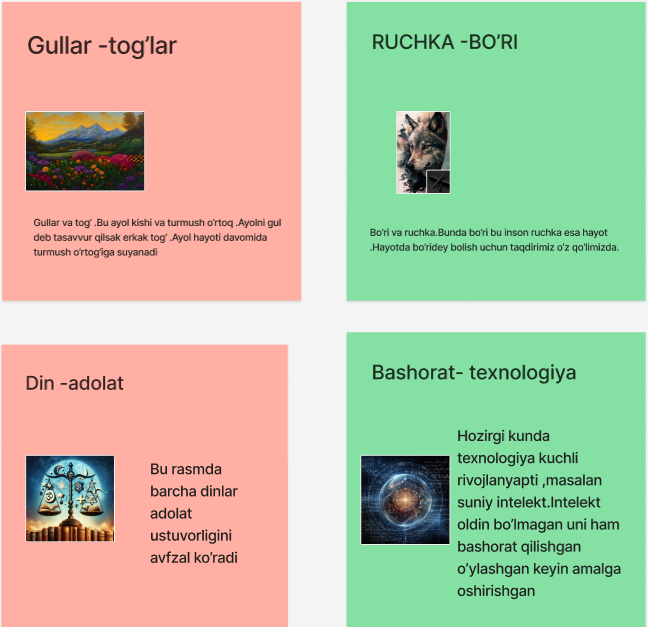 Gullar -tog’lar
Gullar va tog’ .Bu ayol kishi va turmush o’rtoq .Ayolni gul
deb tasavvur qilsak erkak tog’ .Ayol hayoti davomida
turmush o’rtog’iga suyanadi
RUCHKA -BO’RI
Bo’ri va ruchka.Bunda bo’ri bu inson ruchka esa hayot
.Hayotda bo’ridey bolish uchun taqdirimiz o’z qo’limizda.
Din -adolat
Bu rasmda
barcha dinlar
adolat
ustuvorligini
avfzal ko’radi
Bashorat- texnologiya
Hozirgi kunda
texnologiya kuchli
rivojlanyapti ,masalan
suniy intelekt.Intelekt
oldin bo’lmagan uni ham
bashorat qilishgan
o’ylashgan keyin amalga
oshirishgan